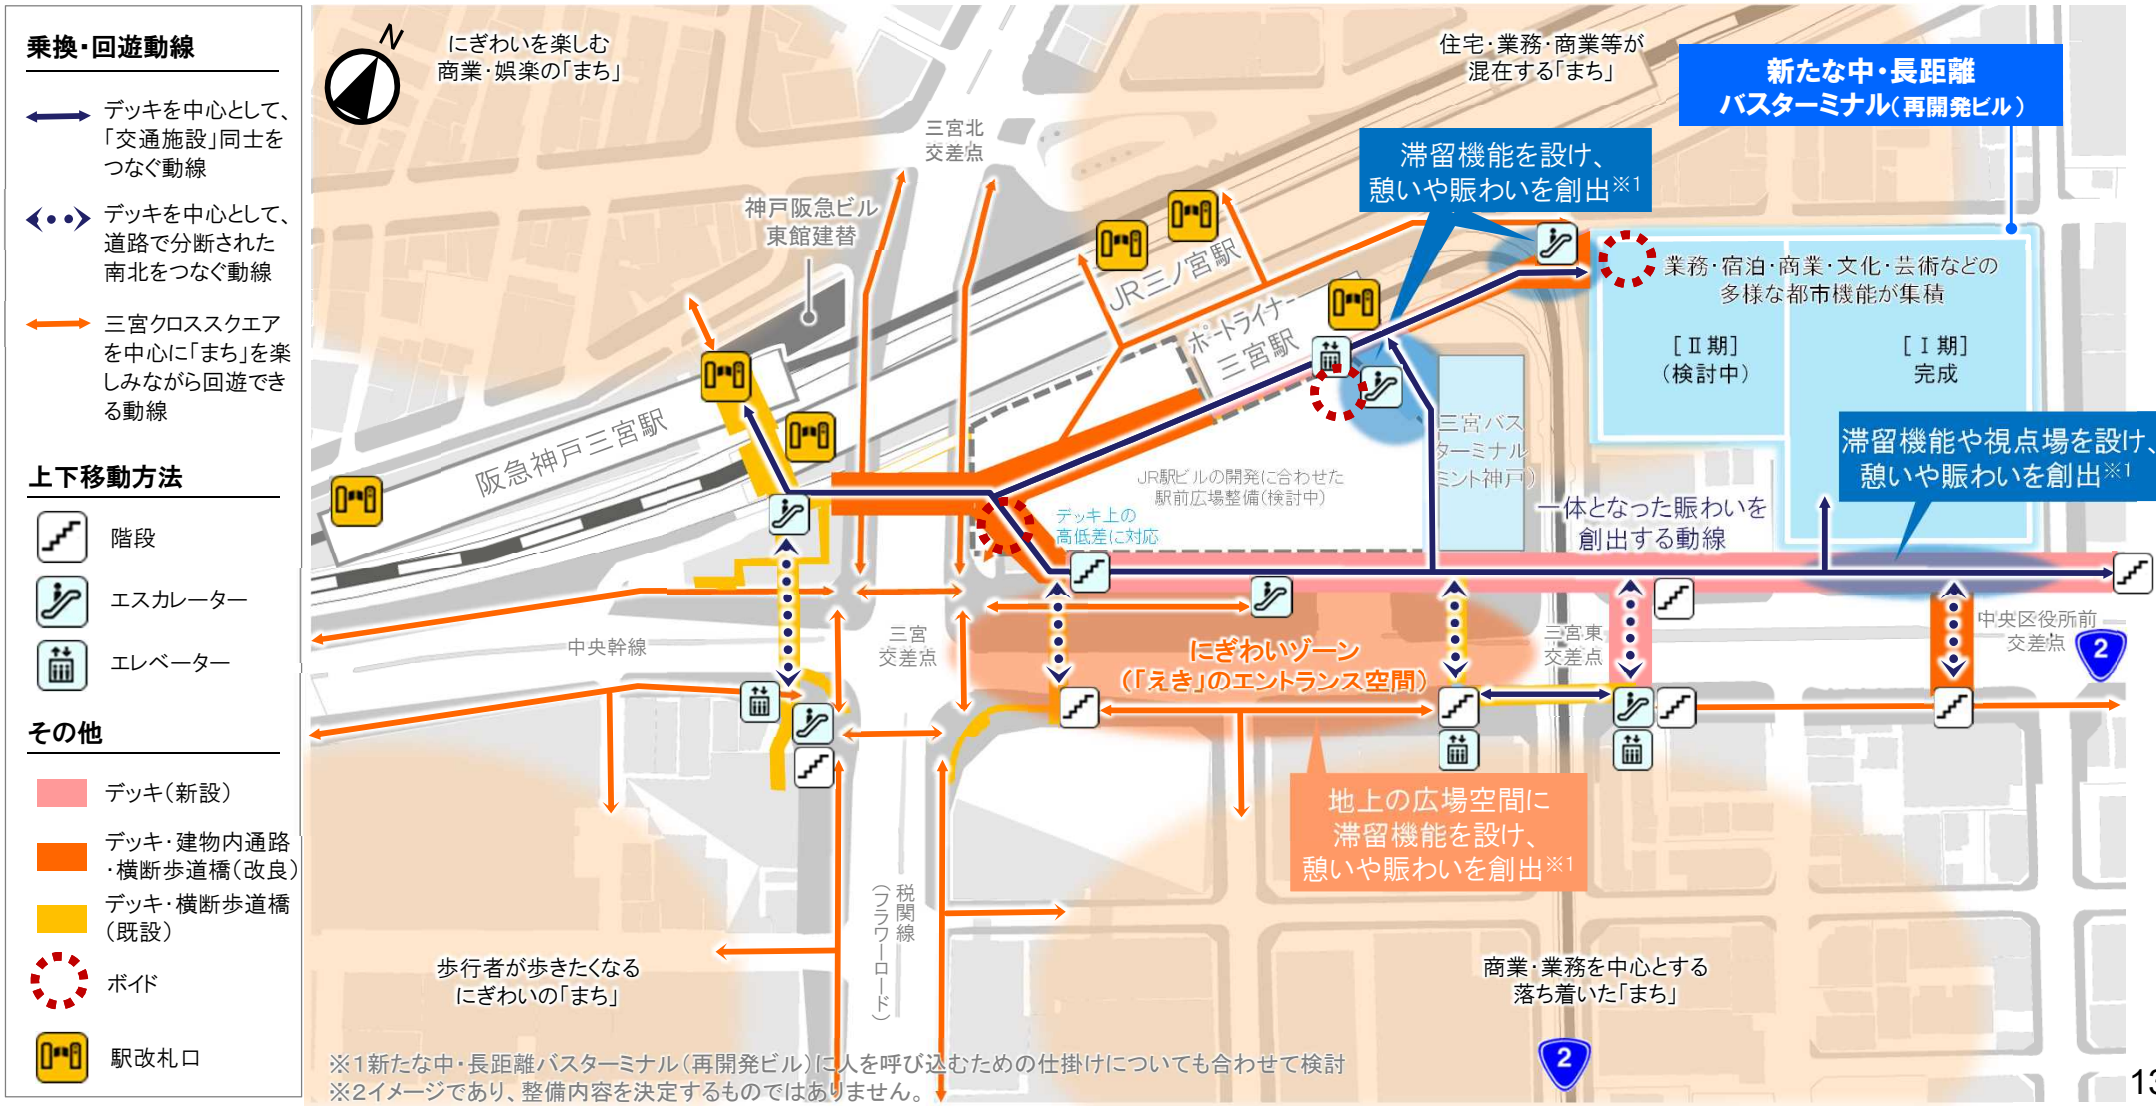 乗換・回遊動線
デッキを中心として、
「交通施設」同士を
つなぐ動線
デッキを中心として、
道路で分断された
南北をつなぐ動線
三宮クロススクエア
を中心に「まち」を楽
しみながら回遊でき
る動線
上下移動方法
階段
エスカレーター
エレベーター
その他
デッキ(新設)
デッキ・建物内通路
・横断歩道橋(改良)
デッキ・横断歩道橋
(既設)
ボイド
駅改札口
N
にぎわいを楽しむ
商業・娯楽の「まち」
住宅・業務・商業等が
混在する「まち」
新たな中・長距離
バスターミナル(再開発ビル)
三宮北
交差点
滞留機能を設け、
憩いや賑わいを創出※1
神戸阪急ビル
東館建替
JR三ノ宮駅
ポートライナー
三宮駅
業務・宿泊・商業・文化・芸術などの
多様な都市機能が集積
[Ⅱ期]
(検討中)
[Ⅰ期]
完成
阪急神戸三宮駅
三宮バス
ターミナル
(ミント神戸)
滞留機能や視点場を設け、
憩いや賑わいを創出※1
JR駅ビルの開発に合わせた
駅前広場整備(検討中)
デッキ上の
高低差に対応
一体となった賑わいを
創出する動線
中央幹線
三宮
交差点
にぎわいゾーン
(「えき」のエントランス空間)
三宮東
交差点
中央区役所前
交差点
2
地上の広場空間に
滞留機能を設け、
憩いや賑わいを創出※1
税関線
(フラワーロード)
歩行者が歩きたくなる
にぎわいの「まち」
商業・業務を中心とする
落ち着いた「まち」
2
※1新たな中・長距離バスターミナル(再開発ビル)に人を呼び込むための仕掛けについても合わせて検討
※2イメージであり、整備内容を決定するものではありません。
13